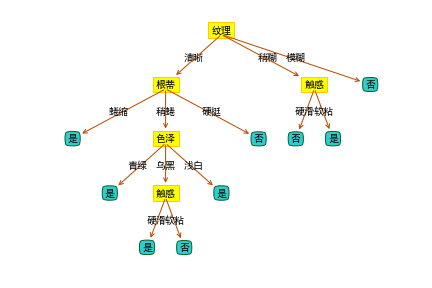 纹理
清晰 稍糊 模糊
根蒂 触感 否
蜷缩 稍蜷 硬挺 硬滑 软粘
是 色泽 否 否 是
青绿 乌黑 浅白
是 触感 是
硬滑 软粘
是 否